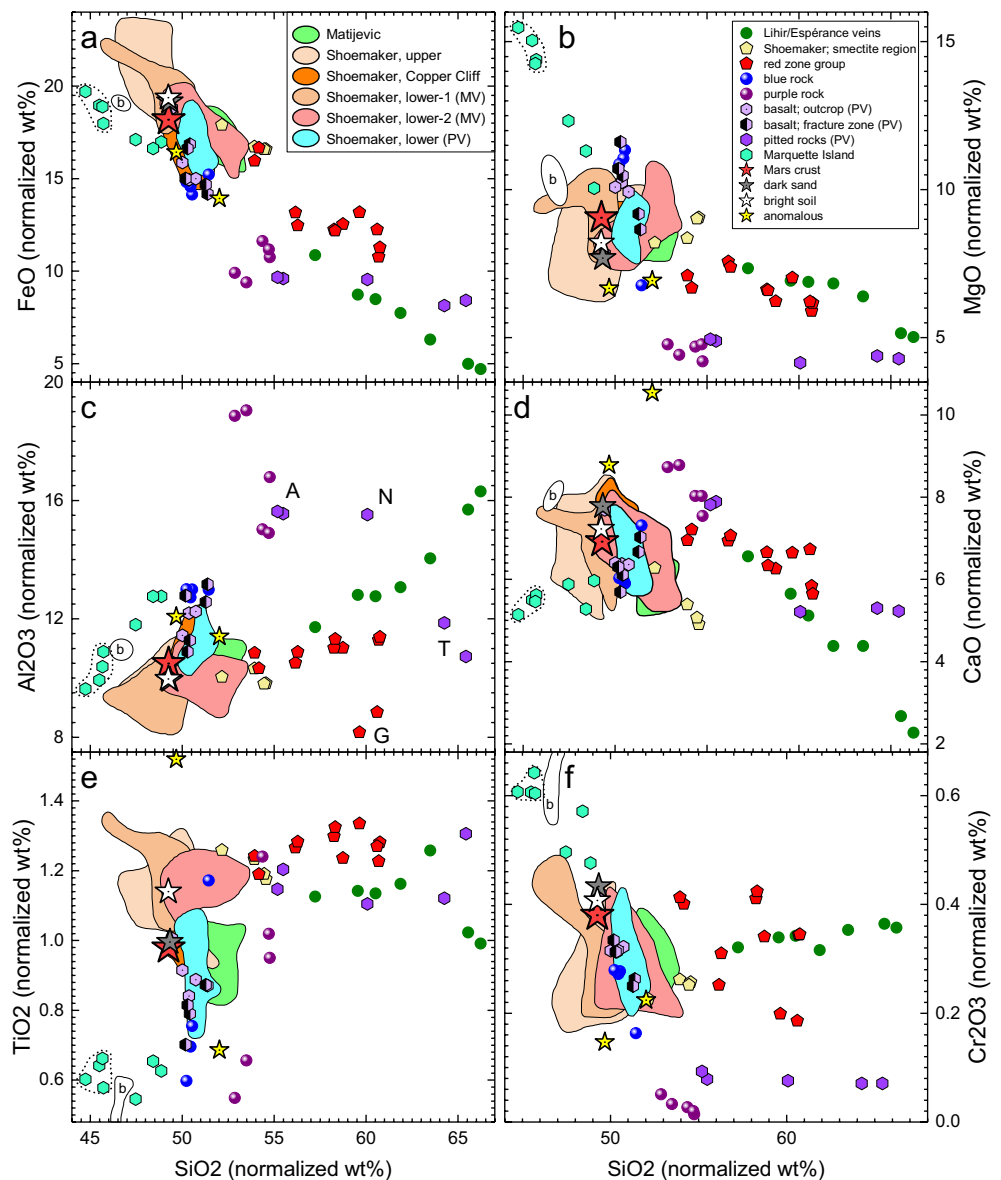 a
Matijevic
Shoemaker, upper
Shoemaker, Copper Cliff
Shoemaker, lower-1 (MV)
Shoemaker, lower-2 (MV)
Shoemaker, lower (PV)
b
20
15
10
5
FeO (normalized wt%)
b
Lihir/Espérance veins
Shoemaker; smectite region
red zone group
blue rock
purple rock
basalt; outcrop (PV)
basalt; fracture zone (PV)
pitted rocks (PV)
Marquette Island
Mars crust
dark sand
bright soil
anomalous
b
15
10
5
MgO (normalized wt%)
c
A
N
T
G
b
20
16
12
8
Al2O3 (normalized wt%)
d
b
10
8
6
4
2
CaO (normalized wt%)
e
b
1.4
1.2
1.0
0.8
0.6
TiO2 (normalized wt%)
45
50
55
60
65
SiO2 (normalized wt%)
f
b
0.6
0.4
0.2
0.0
Cr2O3 (normalized wt%)
50
60
SiO2 (normalized wt%)